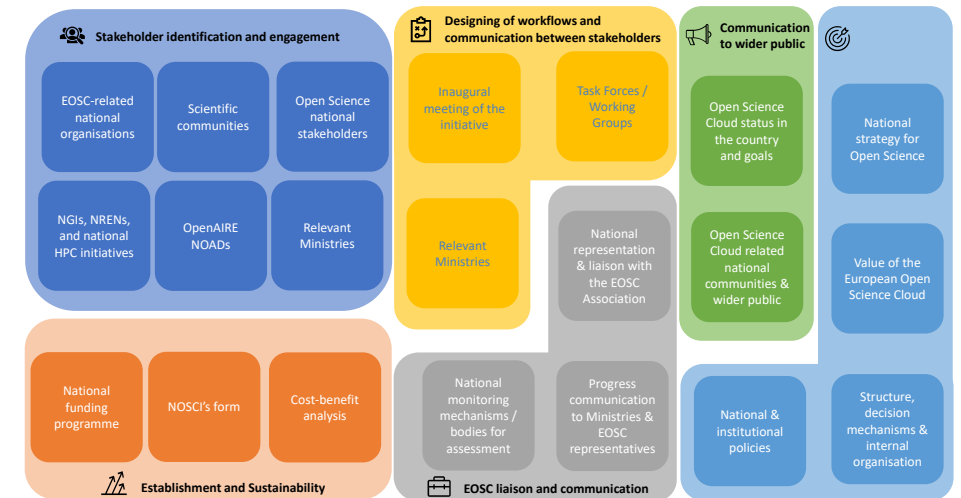 Stakeholder identification and engagement
EOSC-related
national
organisations
Scientific
communities
Open Science
national
stakeholders
NGIs, NRENs,
and national
HPC initiatives
OpenAIRE
NOADs
Relevant
Ministries
Designing of workflows and
communication between stakeholders
Inaugural
meeting of the
initiative
Task Forces /
Working
Groups
Relevant
Ministries
Communication
to wider public
Open Science
Cloud status in
the country
and goals
Open Science
Cloud related
national
communities &
wider public
National
strategy for
Open Science
Value of the
European Open
Science Cloud
National &
institutional
policies
Structure,
decision
mechanisms &
internal
organisation
National
funding
programme
NOSCI's form
Cost-benefit
analysis
Establishment and Sustainability
National
representation
& liaison with
the EOSC
Association
National
monitoring
mechanisms /
bodies for
assessment
Progress
communication
to Ministries &
EOSC
representatives
EOSC liaison and communication